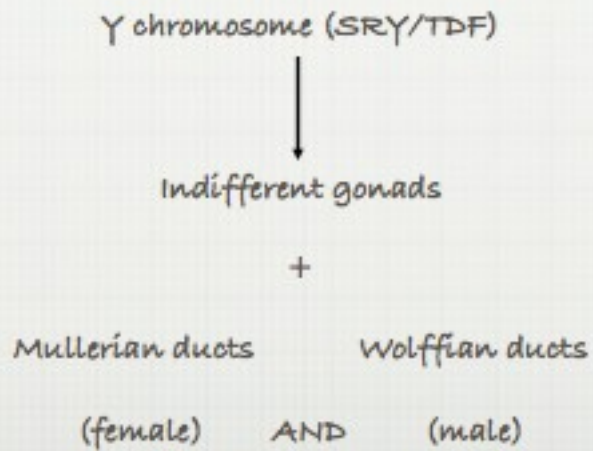 Y chromosome (SRY/TDF)
Indifferent gonads
+
Mullerian ducts Wolffian ducts
(female) AND (male)